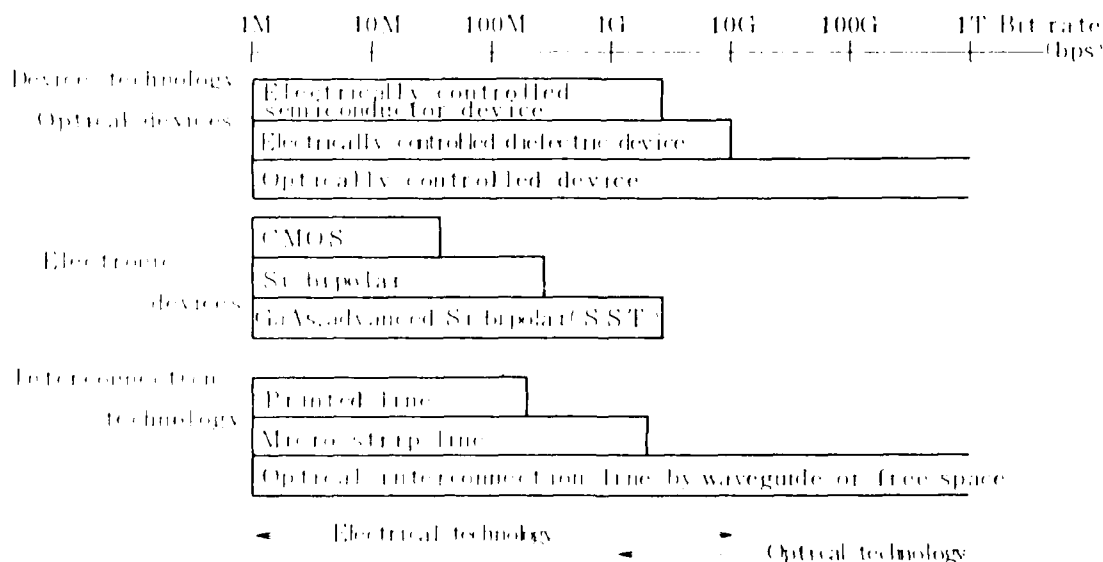 1M 10M 100M 1G 10G 100G 1T Bit rate
(bps)
Device technology
Optical devices
Electrically controlled
semiconductor device
Electrically controlled dielectric device
Optically controlled device
Electronic
devices
CMOS
Si bipolar
GaAs, advanced Si bipolar(SST)
Interconnection
technology
Printed line
Micro strip line
Optical interconnection line by waveguide or free space
Electrical technology
Optical technology